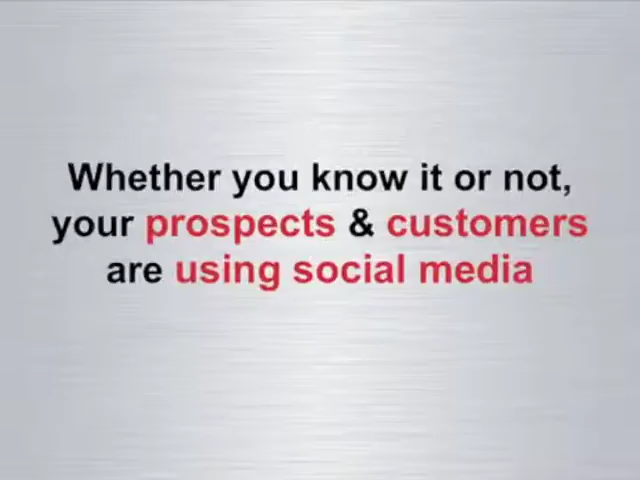 Whether you know it or not,
your prospects & customers
are using social media